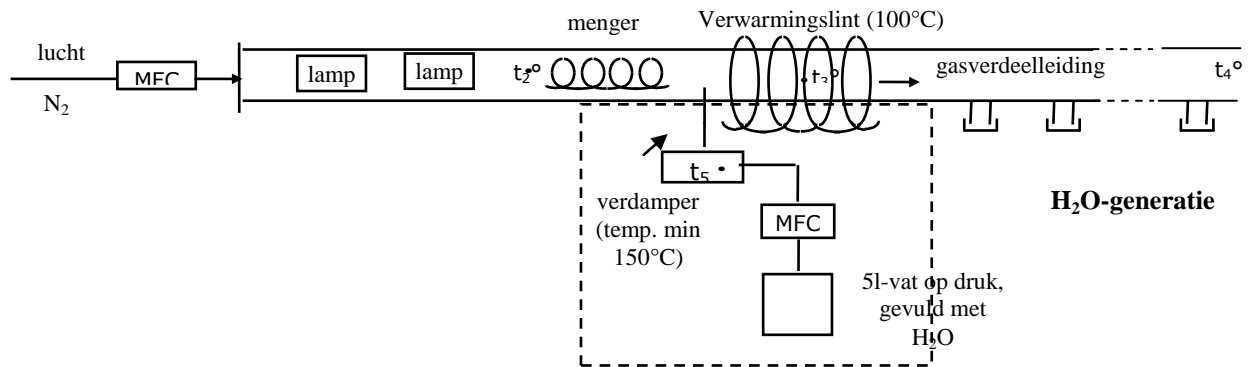 menger
Verwarmingslint (100°C)
lucht
MFC
N₂
lamp
lamp
t₂°
t₃°
gasverdeelleiding
t₄°
t₅
verdamper
(temp. min
150°C)
MFC
H₂O-generatie
5l-vat op druk,
gevuld met
H₂O